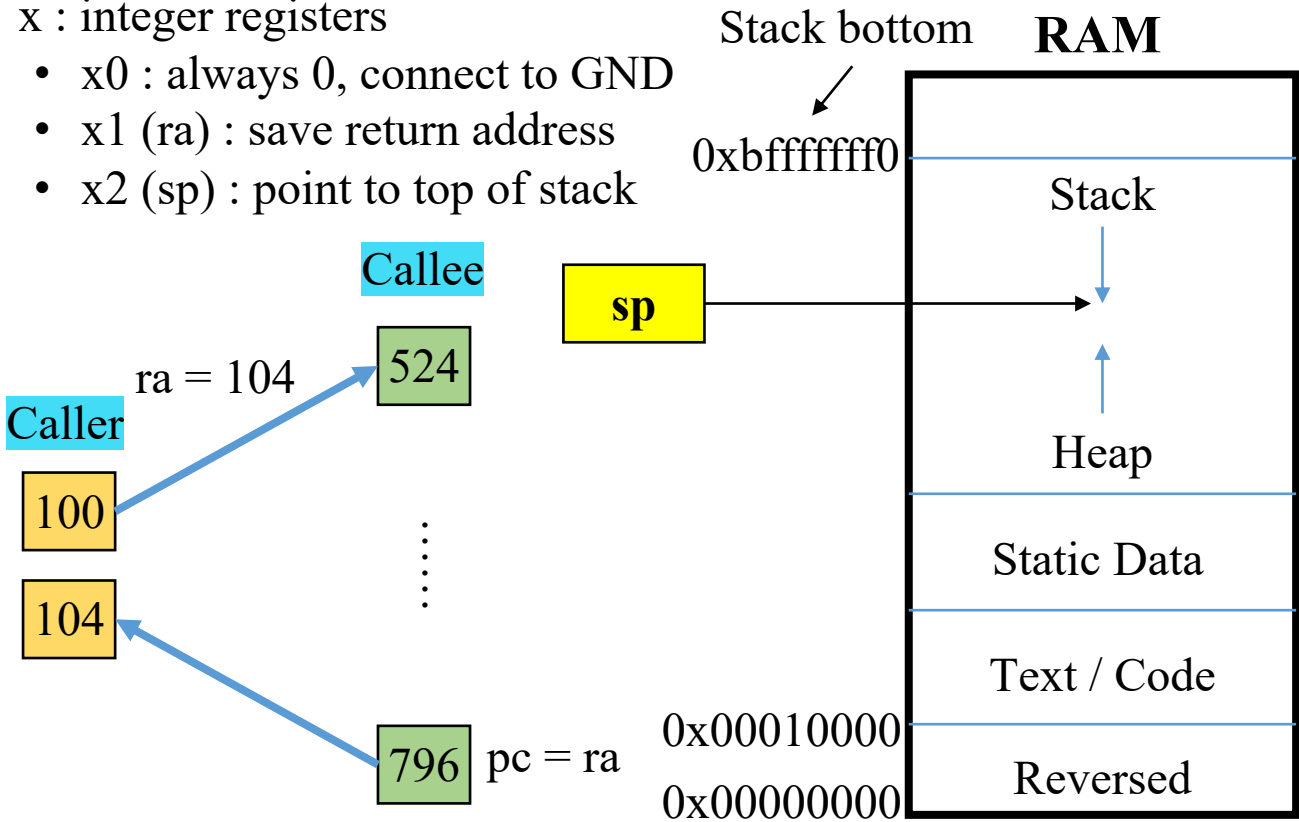 x : integer registers
• x0 : always 0, connect to GND
• x1 (ra) : save return address
• x2 (sp) : point to top of stack
Stack bottom
RAM
0xbfffffff0
Stack
Callee
sp
524
ra = 104
Caller
100
Heap
......
Static Data
104
Text / Code
0x00010000
796
pc = ra
Reversed
0x00000000